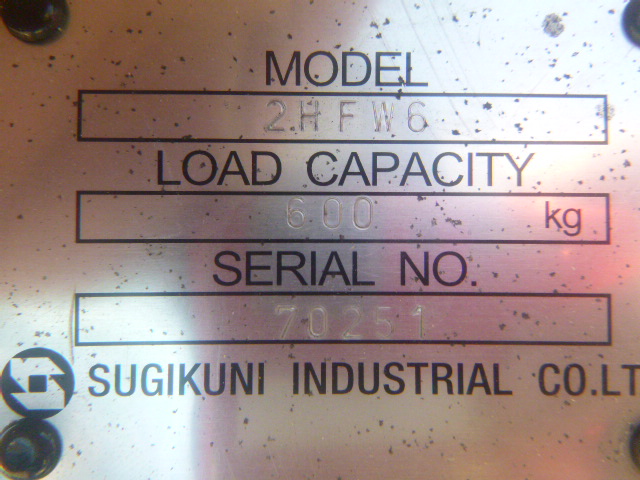 MODEL
2HFW6
LOAD CAPACITY
600 kg
SERIAL NO.
70251
SUGIKUNI INDUSTRIAL CO.LT